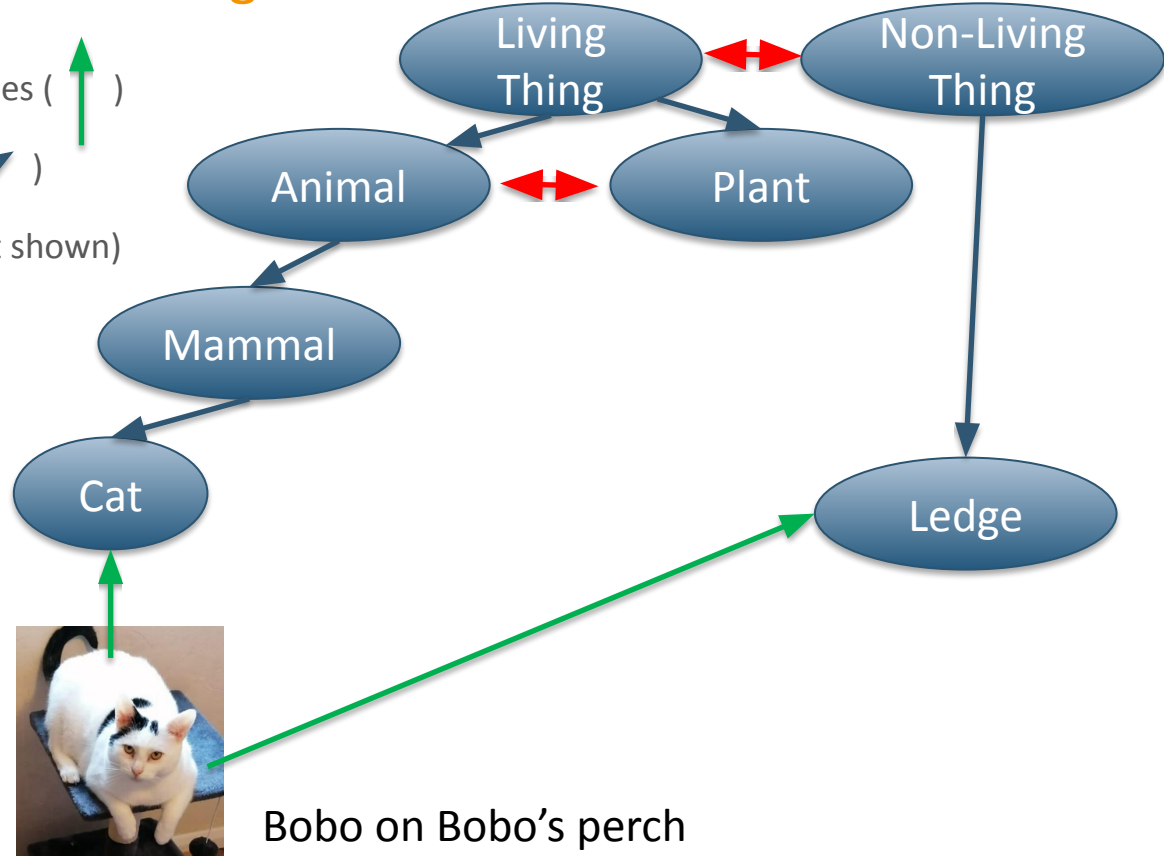 es (    )
)
t shown)
Living
Thing
Non-Living
Thing
Animal
Plant
Mammal
Cat
Ledge
Bobo on Bobo’s perch